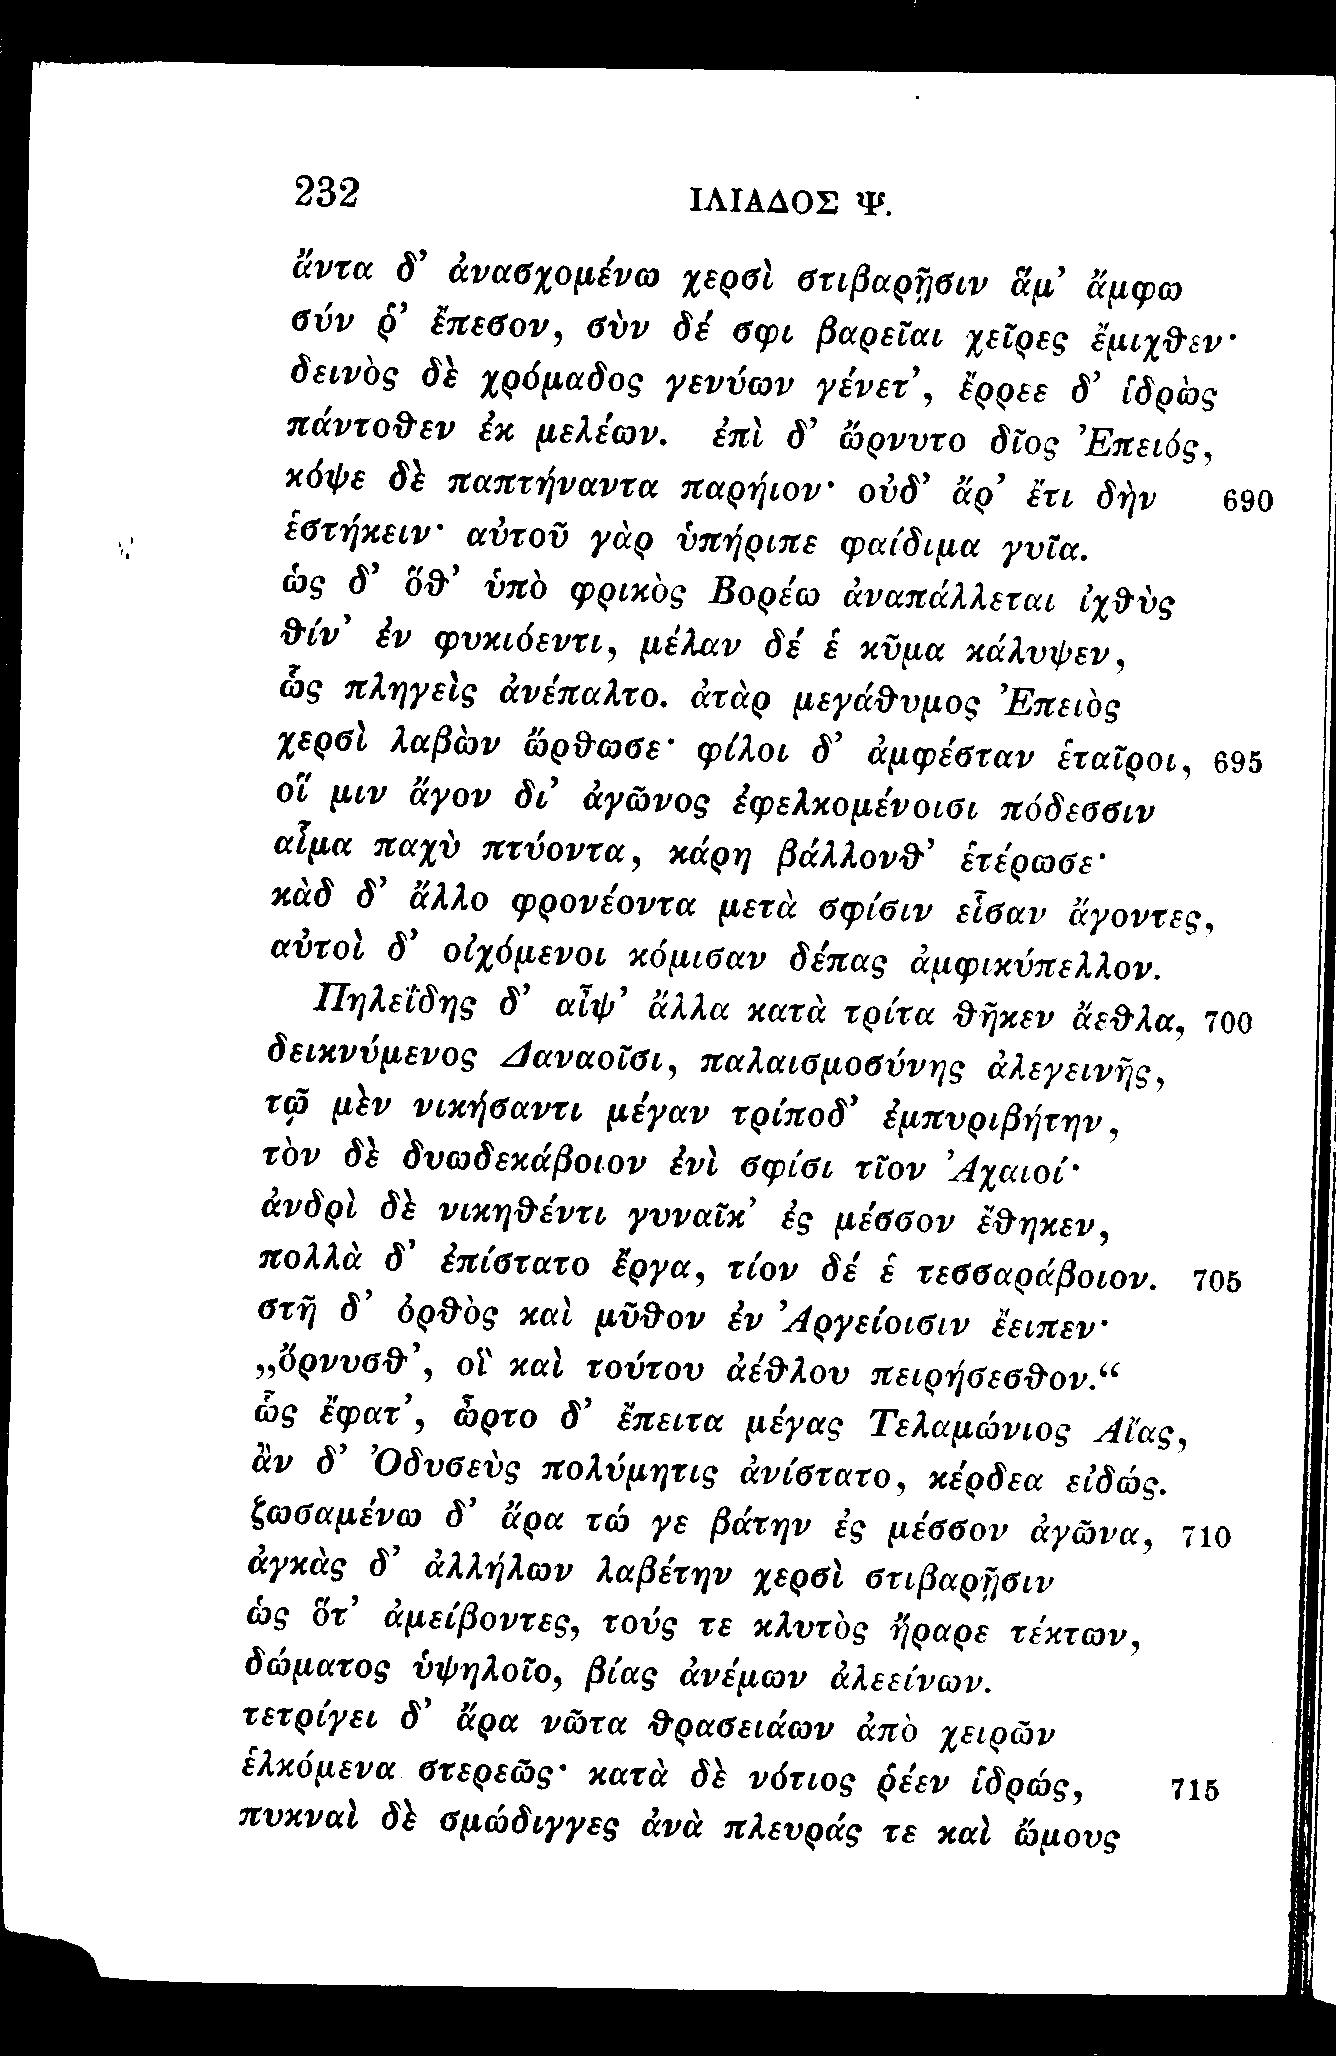 232 ΙΛΙΑΔΟΣ Ψ.
ἄντα δ’ ἀνασχομένω χερσὶ στιβαρῇσιν ἅμ’ ἄμφω
σύν ῥ’ ἔπεσον, σὺν δέ σφι βαρεῖαι χεῖρες ἔμιχθεν·
δεινὸς δὲ χρόμαδος γενύων γένετ’, ἔρρεε δ’ ἱδρὼς
πάντοθεν ἐκ μελέων. ἐπὶ δ’ ὤρνυτο δῖος Ἐπειός,
κόψε δὲ παπτήναντα παρήιον· οὐδ’ ἄρ’ ἔτι δὴν 690
ἑστήκειν· αὐτοῦ γὰρ ὑπήριπε φαίδιμα γυῖα.
ὡς δ’ ὅθ’ ὑπὸ φρικὸς Βορέω ἀναπάλλεται ἰχθὺς
θίν’ ἐν φυκιόεντι, μέλαν δέ ἑ κῦμα κάλυψεν,
ὣς πληγεὶς ἀνέπαλτο. ἀτὰρ μεγάθυμος Ἐπειὸς
χερσὶ λαβὼν ὤρθωσε· φίλοι δ’ ἀμφέσταν ἑταῖροι, 695
οἵ μιν ἄγον δι’ ἀγῶνος ἐφελκομένοισι πόδεσσιν
αἷμα παχὺ πτύοντα, κάρη βάλλονθ’ ἑτέρωσε·
κὰδ δ’ ἄλλο φρονέοντα μετὰ σφίσιν εἷσαν ἄγοντες,
αὐτοὶ δ’ οἰχόμενοι κόμισαν δέπας ἀμφικύπελλον.
Πηλεΐδης δ’ αἶψ’ ἄλλα κατὰ τρίτα θῆκεν ἄεθλα, 700
δεικνύμενος Δαναοῖσι, παλαισμοσύνης ἀλεγεινῆς,
τῷ μὲν νικήσαντι μέγαν τρίποδ’ ἐμπυριβήτην,
τὸν δὲ δυωδεκάβοιον ἐνὶ σφίσι τῖον Ἀχαιοί·
ἀνδρὶ δὲ νικηθέντι γυναῖκ’ ἐς μέσσον ἔθηκεν,
πολλὰ δ’ ἐπίστατο ἔργα, τίον δέ ἑ τεσσαράβοιον. 705
στῆ δ’ ὀρθὸς καὶ μῦθον ἐν Ἀργείοισιν ἔειπεν·
„ὄρνυσθ’, οἳ καὶ τούτου ἀέθλου πειρήσεσθον.“
ὣς ἔφατ’, ὦρτο δ’ ἔπειτα μέγας Τελαμώνιος Αἴας,
ἂν δ’ Ὀδυσεὺς πολύμητις ἀνίστατο, κέρδεα εἰδώς.
ζωσαμένω δ’ ἄρα τώ γε βάτην ἐς μέσσον ἀγῶνα, 710
ἀγκὰς δ’ ἀλλήλων λαβέτην χερσὶ στιβαρῇσιν
ὡς ὅτ’ ἀμείβοντες, τούς τε κλυτὸς ἤραρε τέκτων,
δώματος ὑψηλοῖο, βίας ἀνέμων ἀλεείνων.
τετρίγει δ’ ἄρα νῶτα θρασειάων ἀπὸ χειρῶν
ἑλκόμενα στερεῶς· κατὰ δὲ νότιος ῥέεν ἱδρώς, 715
πυκναὶ δὲ σμώδιγγες ἀνὰ πλευράς τε καὶ ὤμους